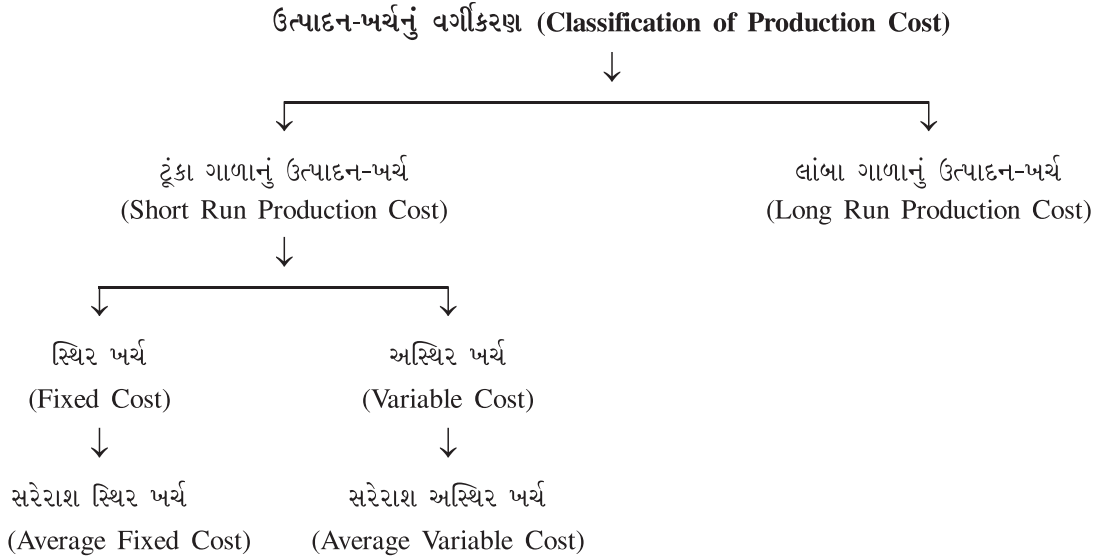 ઉત્પાદન-ખર્ચનું વર્ગીકરણ (Classification of Production Cost)
ટૂંકા ગાળાનું ઉત્પાદન-ખર્ચ
(Short Run Production Cost)
લાંબા ગાળાનું ઉત્પાદન-ખર્ચ
(Long Run Production Cost)
સ્થિર ખર્ચ
(Fixed Cost)
અસ્થિર ખર્ચ
(Variable Cost)
સરેરાશ સ્થિર ખર્ચ
(Average Fixed Cost)
સરેરાશ અસ્થિર ખર્ચ
(Average Variable Cost)